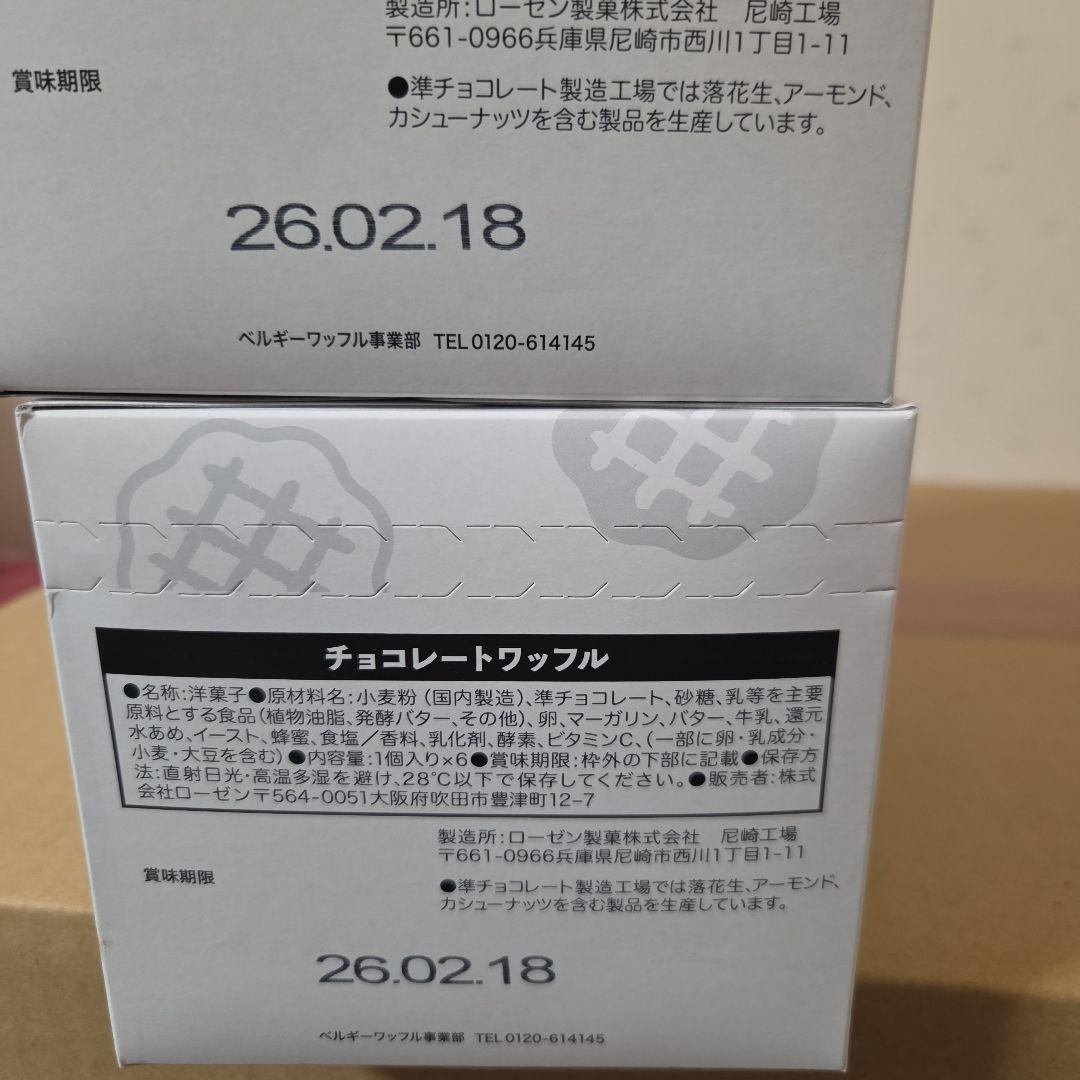 製造所:ローゼン製菓株式会社 尼崎工場
〒661-0966兵庫県尼崎市西川1丁目1-11
賞味期限
●準チョコレート製造工場では落花生、アーモンド、
カシューナッツを含む製品を生産しています。
26.02.18
ベルギーワッフル事業部 TEL 0120-614145
チョコレートワッフル
●名称:洋菓子●原材料名:小麦粉(国内製造)、準チョコレート、砂糖、乳等を主要
原料とする食品(植物油脂、発酵バター、その他)、卵、マーガリン、バター、牛乳、還元
水あめ、イースト、蜂蜜、食塩/香料、乳化剤、酵素、ビタミンC、(一部に卵・乳成分・
小麦・大豆を含む)●内容量:1個入り×6●賞味期限:枠外の下部に記載●保存方
法:直射日光・高温多湿を避け、28℃以下で保存してください。●販売者:株式
会社ローゼン〒564-0051大阪府吹田市豊津町12-7
製造所:ローゼン製菓株式会社 尼崎工場
〒661-0966兵庫県尼崎市西川1丁目1-11
賞味期限
●準チョコレート製造工場では落花生、アーモンド、
カシューナッツを含む製品を生産しています。
26.02.18
ベルギーワッフル事業部 TEL 0120-614145